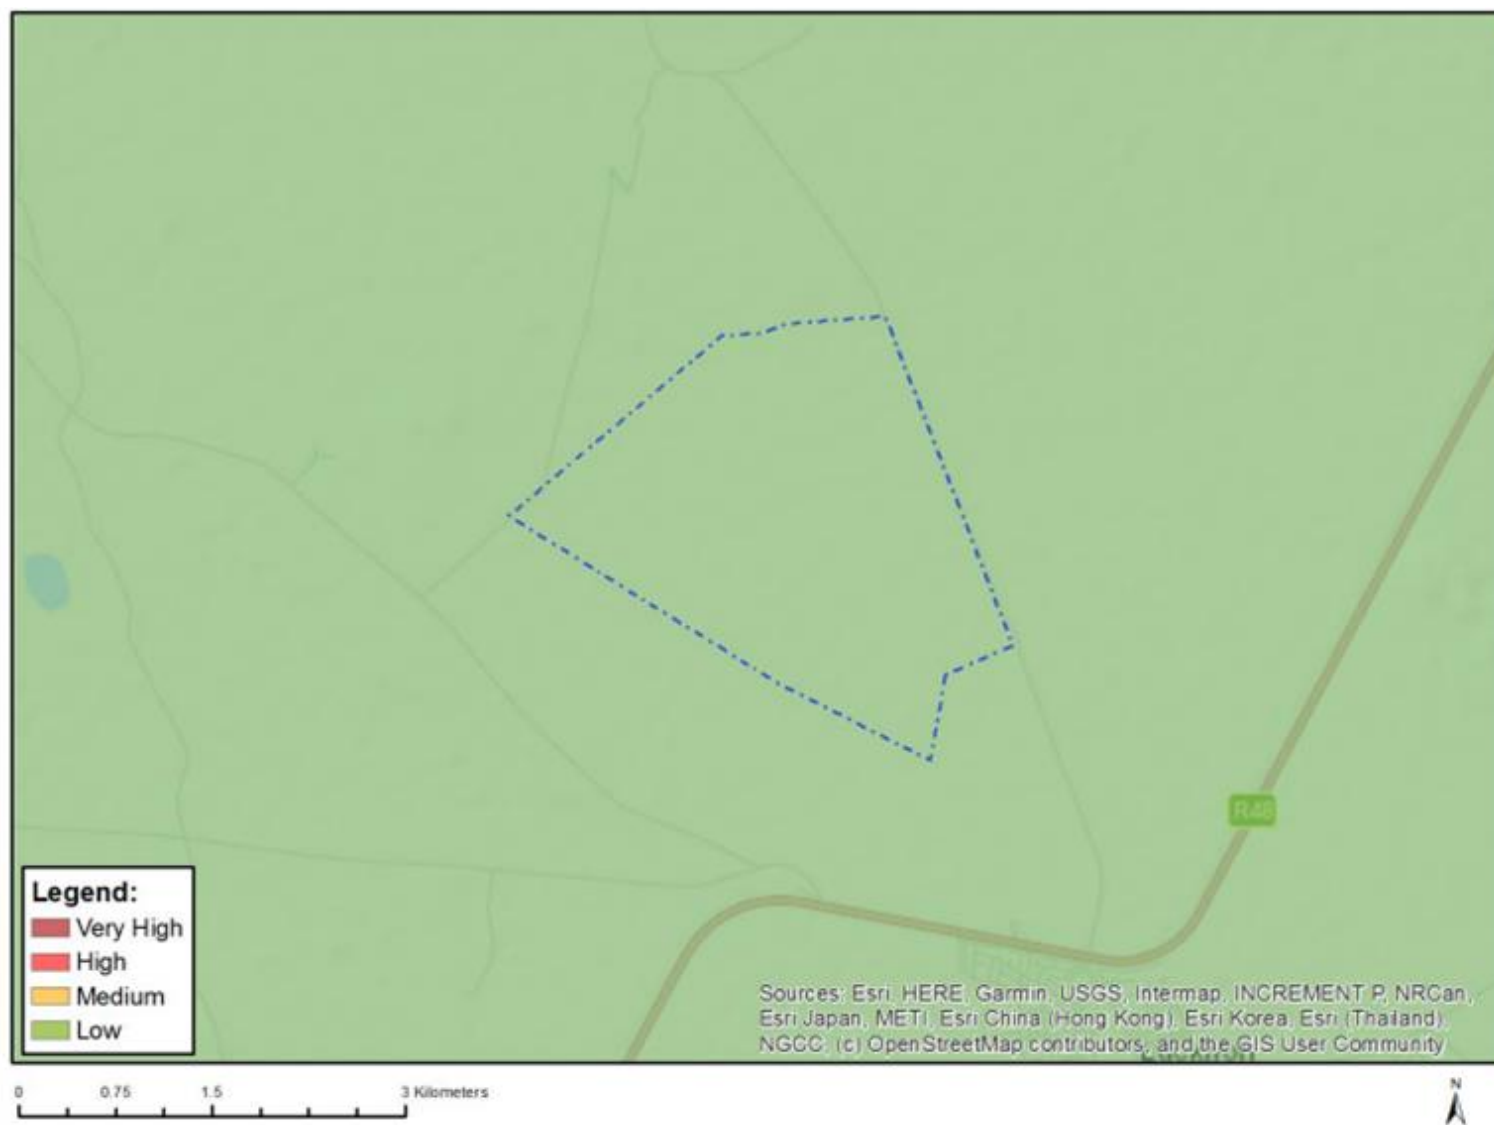 R48
Legend:
Very High
High
Medium
Low
Sources: Esri, HERE, Garmin, USGS, Intermap, INCREMENT P, NRCan,
Esri Japan, METI, Esri China (Hong Kong), Esri Korea, Esri (Thailand),
NGCC, (c) OpenStreetMap contributors, and the GIS User Community
0 0.75 1.5 3 Kilometers
N